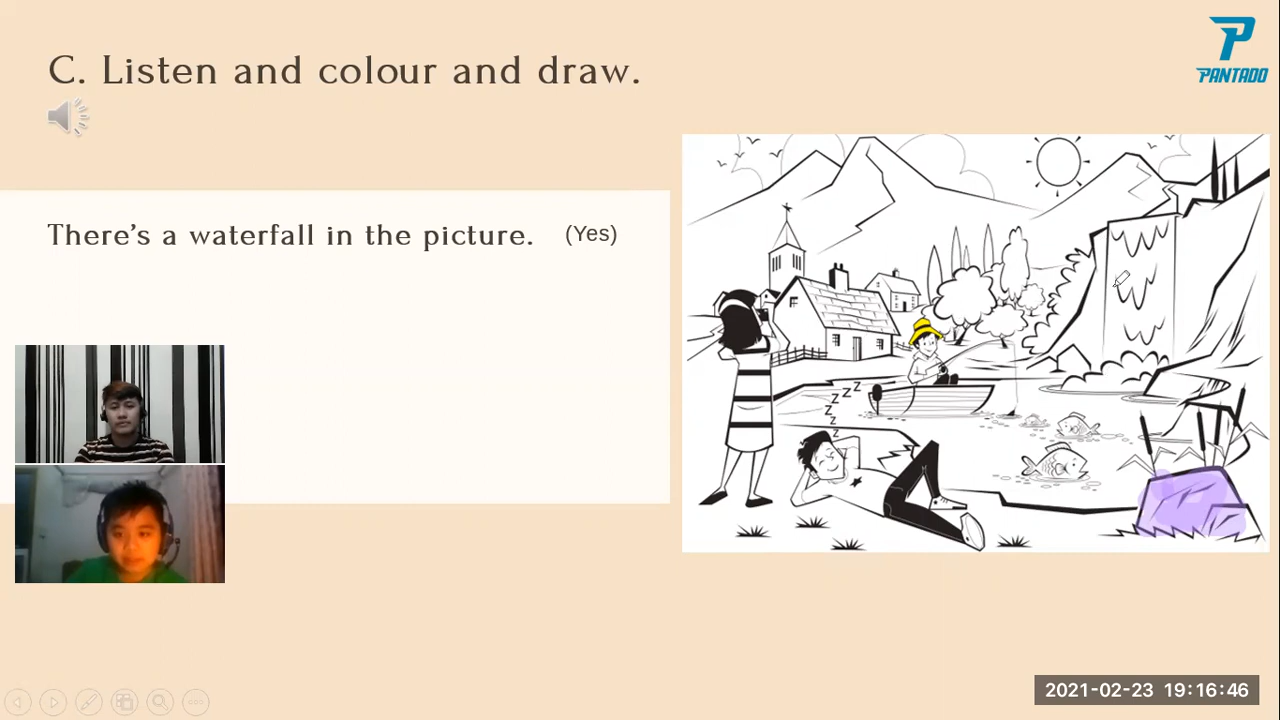 C. Listen and colour and draw.
PANTADO
There's a waterfall in the picture. (Yes)
z z z z z z z
2021-02-23 19:16:46